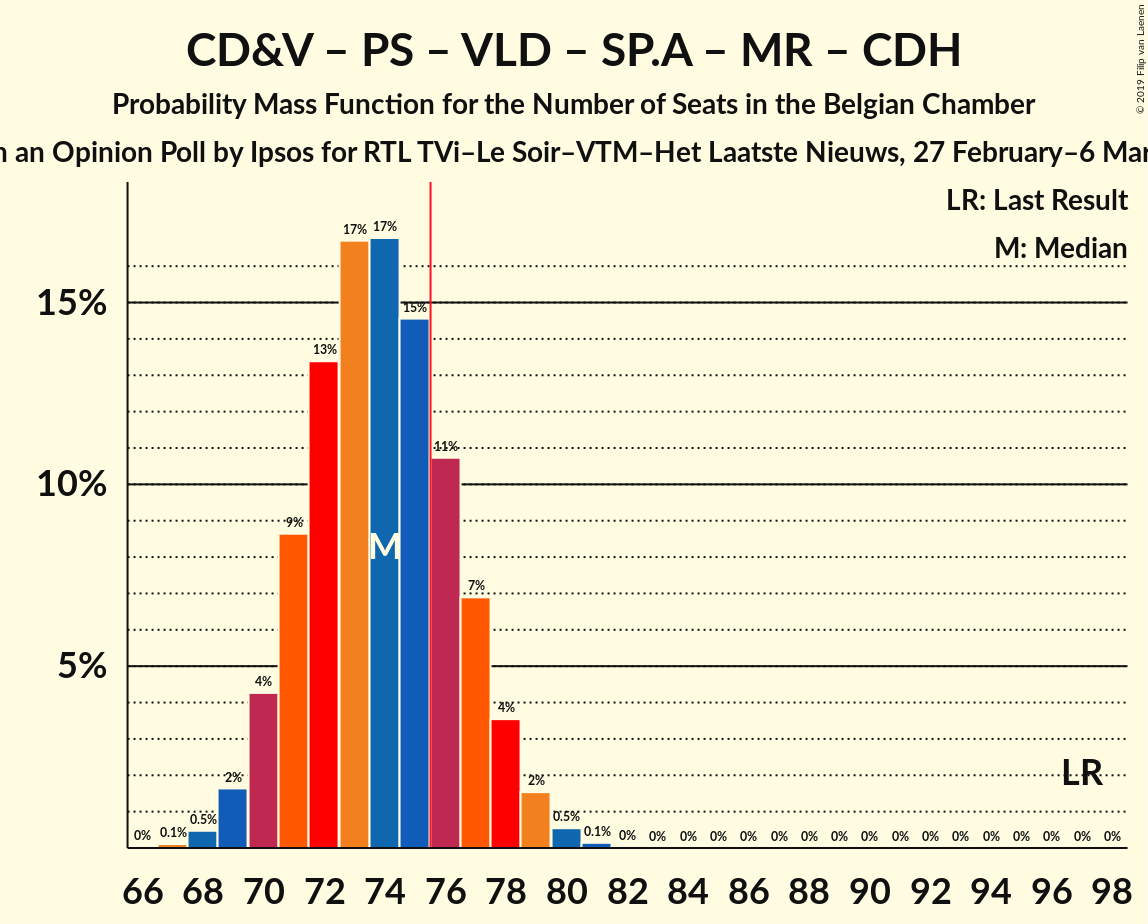 CD&V – PS – VLD – SP.A – MR – CDH
Probability Mass Function for the Number of Seats in the Belgian Chamber
an Opinion Poll by Ipsos for RTL TVi–Le Soir–VTM–Het Laatste Nieuws, 27 February–6 Mar
© 2019 Filip van Laenen
LR: Last Result
M: Median
15%
10%
5%
0% 0.1% 0.5% 2% 4% 9% 13% 17% 17% 15% 11% 7% 4% 2% 0.5% 0.1% 0% 0% 0% 0% 0% 0% 0% 0% 0% 0% 0% 0% 0% 0% 0% 0% 0%
M
LR
66 68 70 72 74 76 78 80 82 84 86 88 90 92 94 96 98